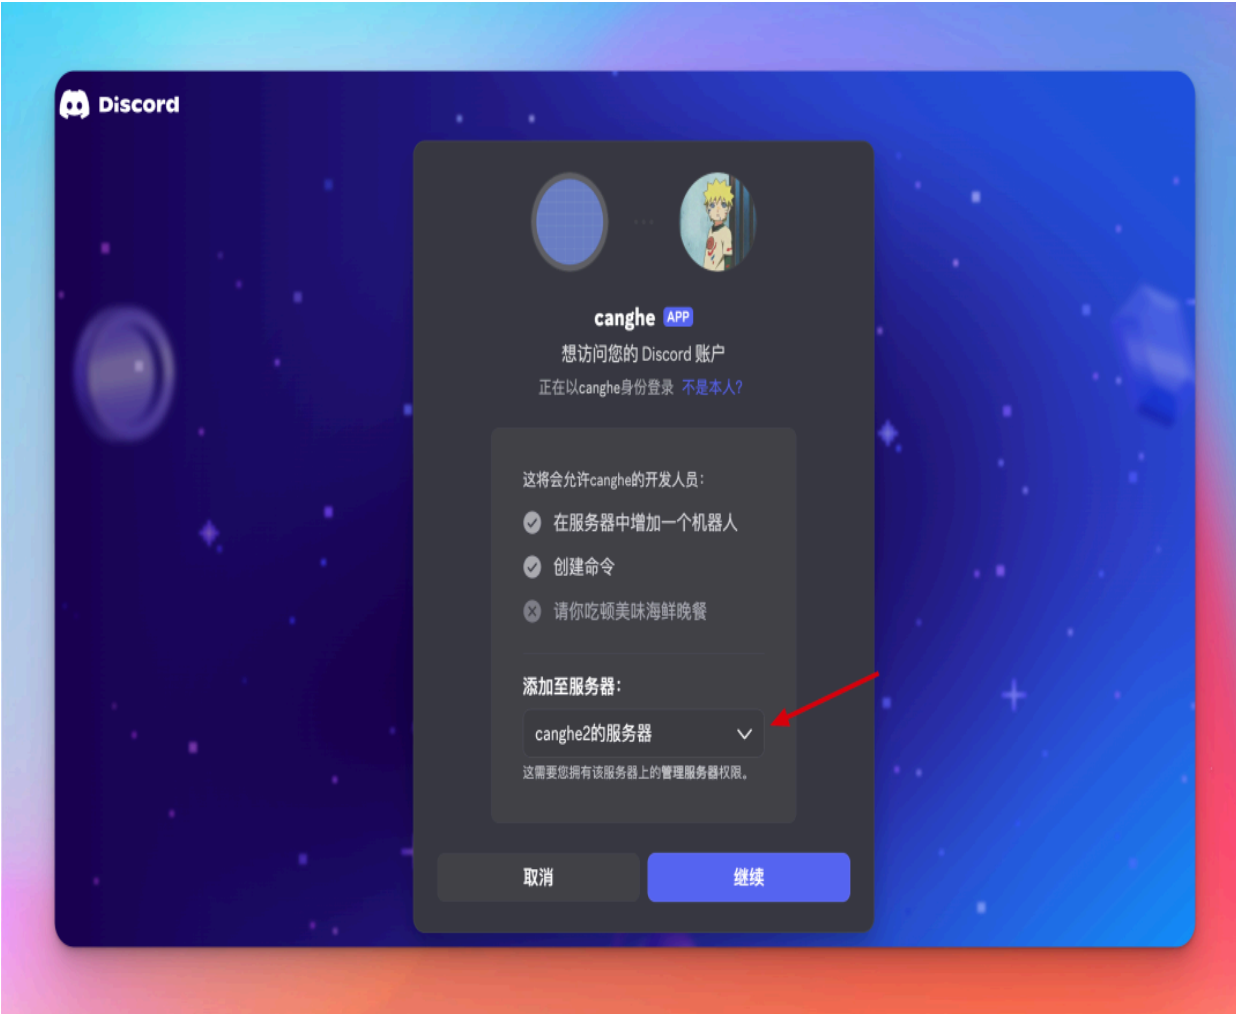 Discord
canghe APP
想访问您的 Discord 账户
正在以canghe身份登录 不是本人?
这将会允许canghe的开发人员：
在服务器中增加一个机器人
创建命令
请你吃顿美味海鲜晚餐
添加至服务器：
canghe2的服务器
这需要您拥有该服务器上的管理服务器权限。
取消 继续